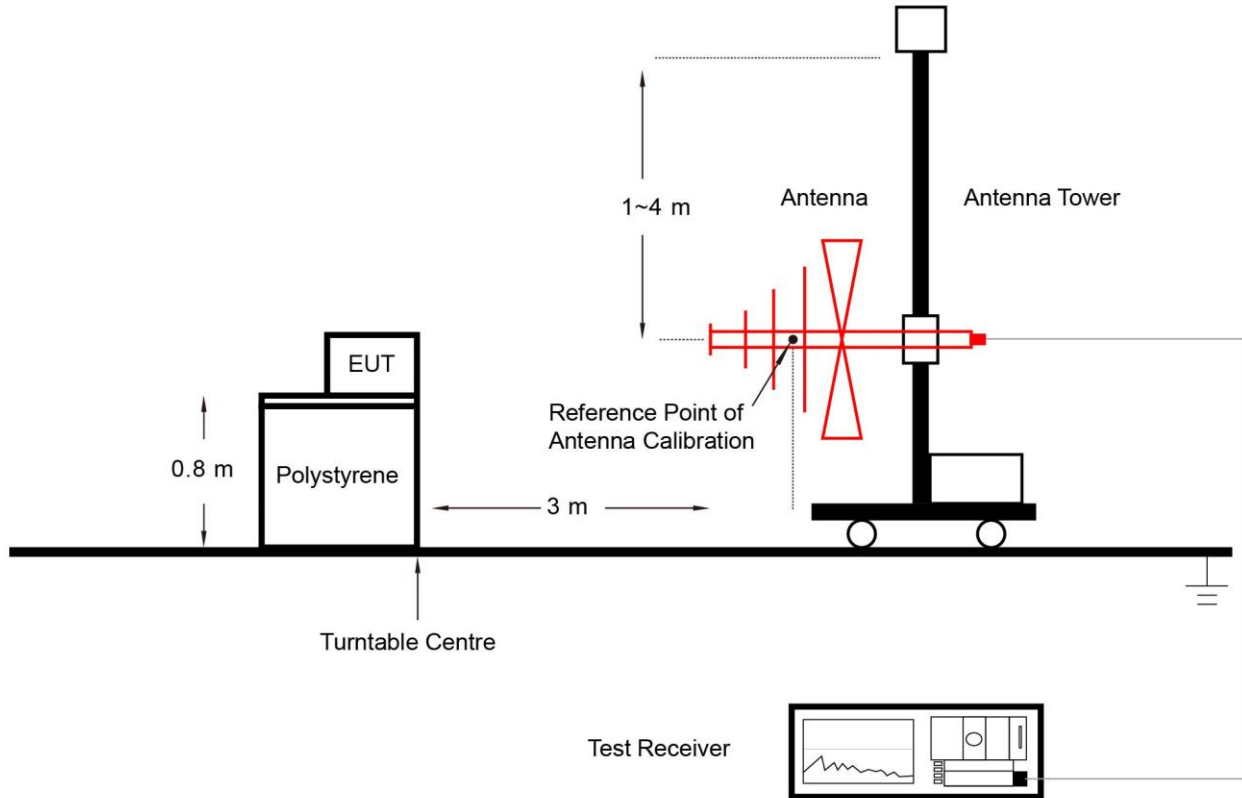 1~4 m
Antenna
Antenna Tower
EUT
Reference Point of
Antenna Calibration
0.8 m
Polystyrene
3 m
Turntable Centre
Test Receiver